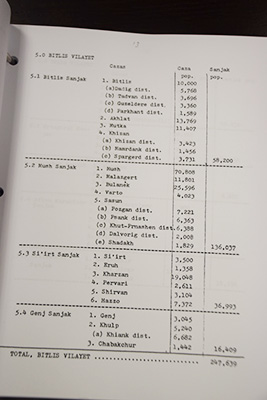 13
5.0 BITLIS VILAYET
Cazas Caza Sanjak
pop. pop.
5.1 Bitlis Sanjak 1. Bitlis 10,000
(a) Datig dist. 5,768
(b) Tadwan dist. 3,696
(c) Guzeldere dist. 3,360
(d) Parkhant dist. 1,589
2. Akhlat 13,769
3. Mutka 11,407
4. Khizan
(a) Khizan dist. 3,423
(b) Mamrdank dist. 1,456
(c) Spargerd dist. 3,731 58,200
5.2 Mush Sanjak 1. Mush 70,808
2. Malazgert 11,801
3. Bulanek 25,596
4. Varto 4,023
5. Sasun
(a) Pozgan dist. 7,221
(b) Psank dist. 6,363
(c) Khut-Prnashen dist. 6,388
(d) Dalvorig dist. 2,008
(e) Shadakh 1,829 136,037
5.3 Si'irt Sanjak 1. Si'irt 3,500
2. Eruh 1,358
3. Kharzan 19,048
4. Pervari 2,611
5. Shirvan 3,104
6. Hazzo 7,372 36,993
5.4 Genj Sanjak 1. Genj 3,045
2. Khulp 5,240
(a) Khiank dist. 6,682
3. Chabakchur 1,442 16,409
TOTAL, BITLIS VILAYET .......................... 247,639